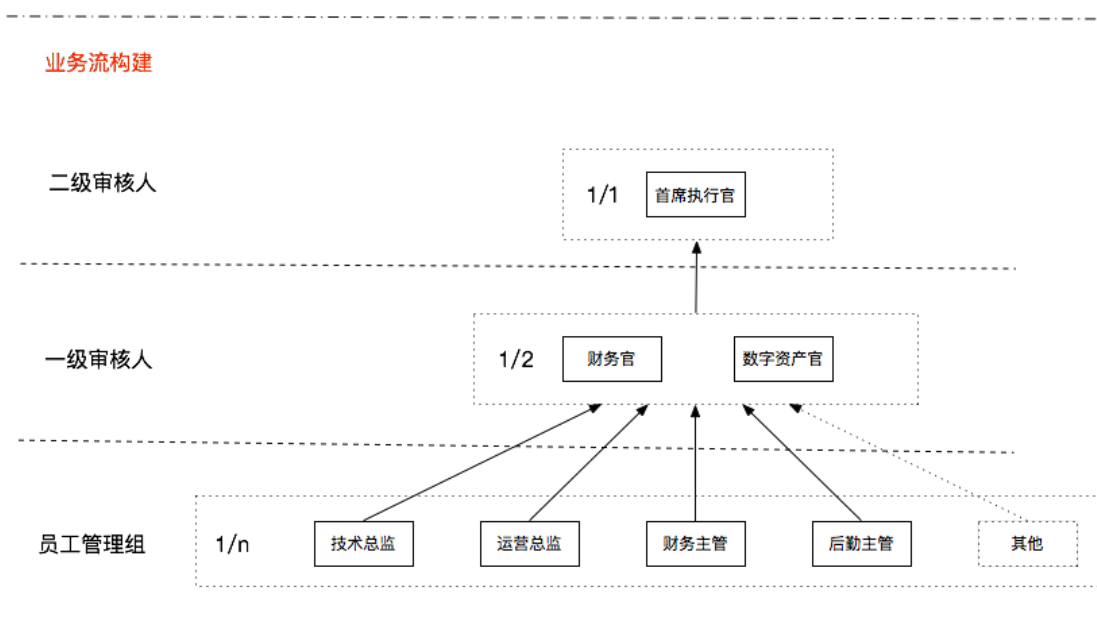 业务流构建
二级审核人
1/1 首席执行官
一级审核人
1/2 财务官 数字资产官
员工管理组
1/n 技术总监 运营总监 财务主管 后勤主管 其他